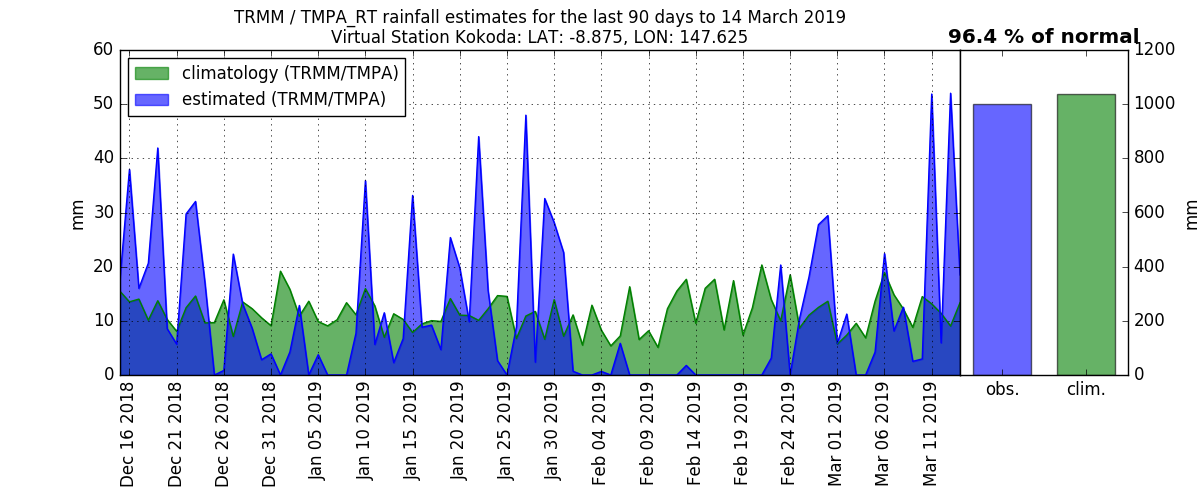 TRMM / TMPA_RT rainfall estimates for the last 90 days to 14 March 2019
Virtual Station Kokoda: LAT: -8.875, LON: 147.625
96.4 % of normal
climatology (TRMM/TMPA)
estimated (TRMM/TMPA)
60
50
40
30
20
10
0
mm
1200
1000
800
600
400
200
0
mm
obs.
clim.
Dec 16 2018
Dec 21 2018
Dec 26 2018
Dec 31 2018
Jan 05 2019
Jan 10 2019
Jan 15 2019
Jan 20 2019
Jan 25 2019
Jan 30 2019
Feb 04 2019
Feb 09 2019
Feb 14 2019
Feb 19 2019
Feb 24 2019
Mar 01 2019
Mar 06 2019
Mar 11 2019